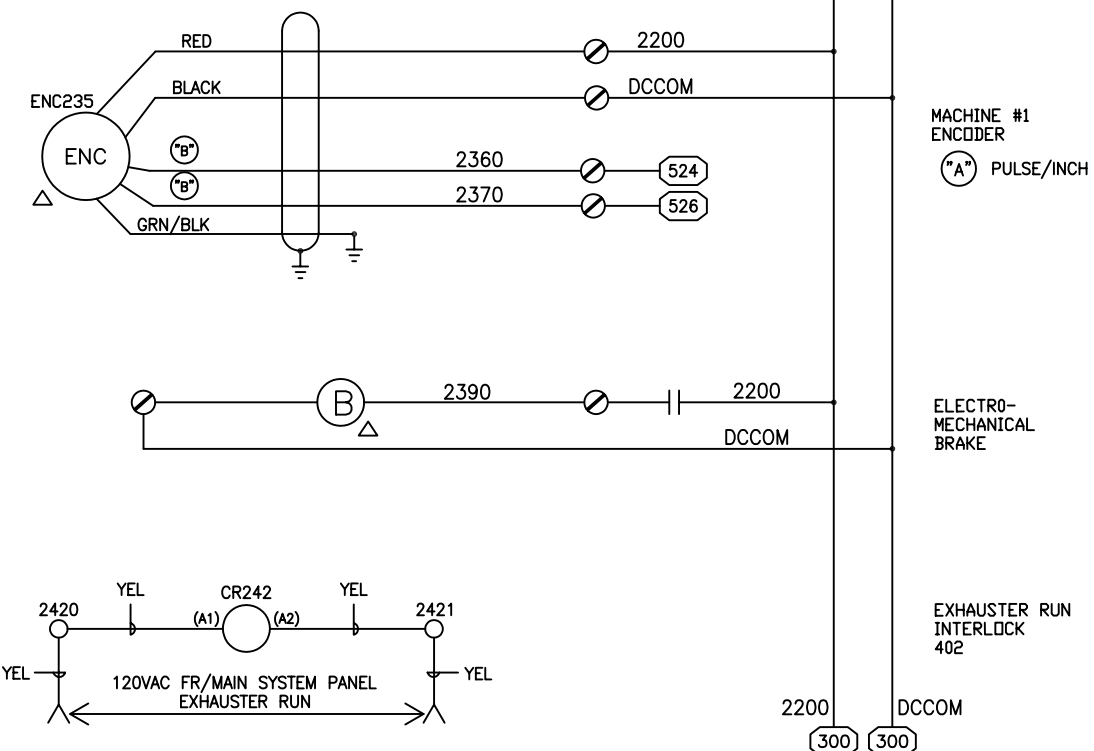 RED
2200
BLACK
DCCOM
ENC235
ENC
"B"
2360
524
"B"
2370
526
GRN/BLK
MACHINE #1
ENCODER
"A" PULSE/INCH
B
2390
2200
DCCOM
ELECTRO-
MECHANICAL
BRAKE
YEL
CR242
YEL
2420
(A1)
(A2)
2421
YEL
YEL
120VAC FR/MAIN SYSTEM PANEL
EXHAUSTER RUN
EXHAUSTER RUN
INTERLOCK
402
2200
DCCOM
300
300